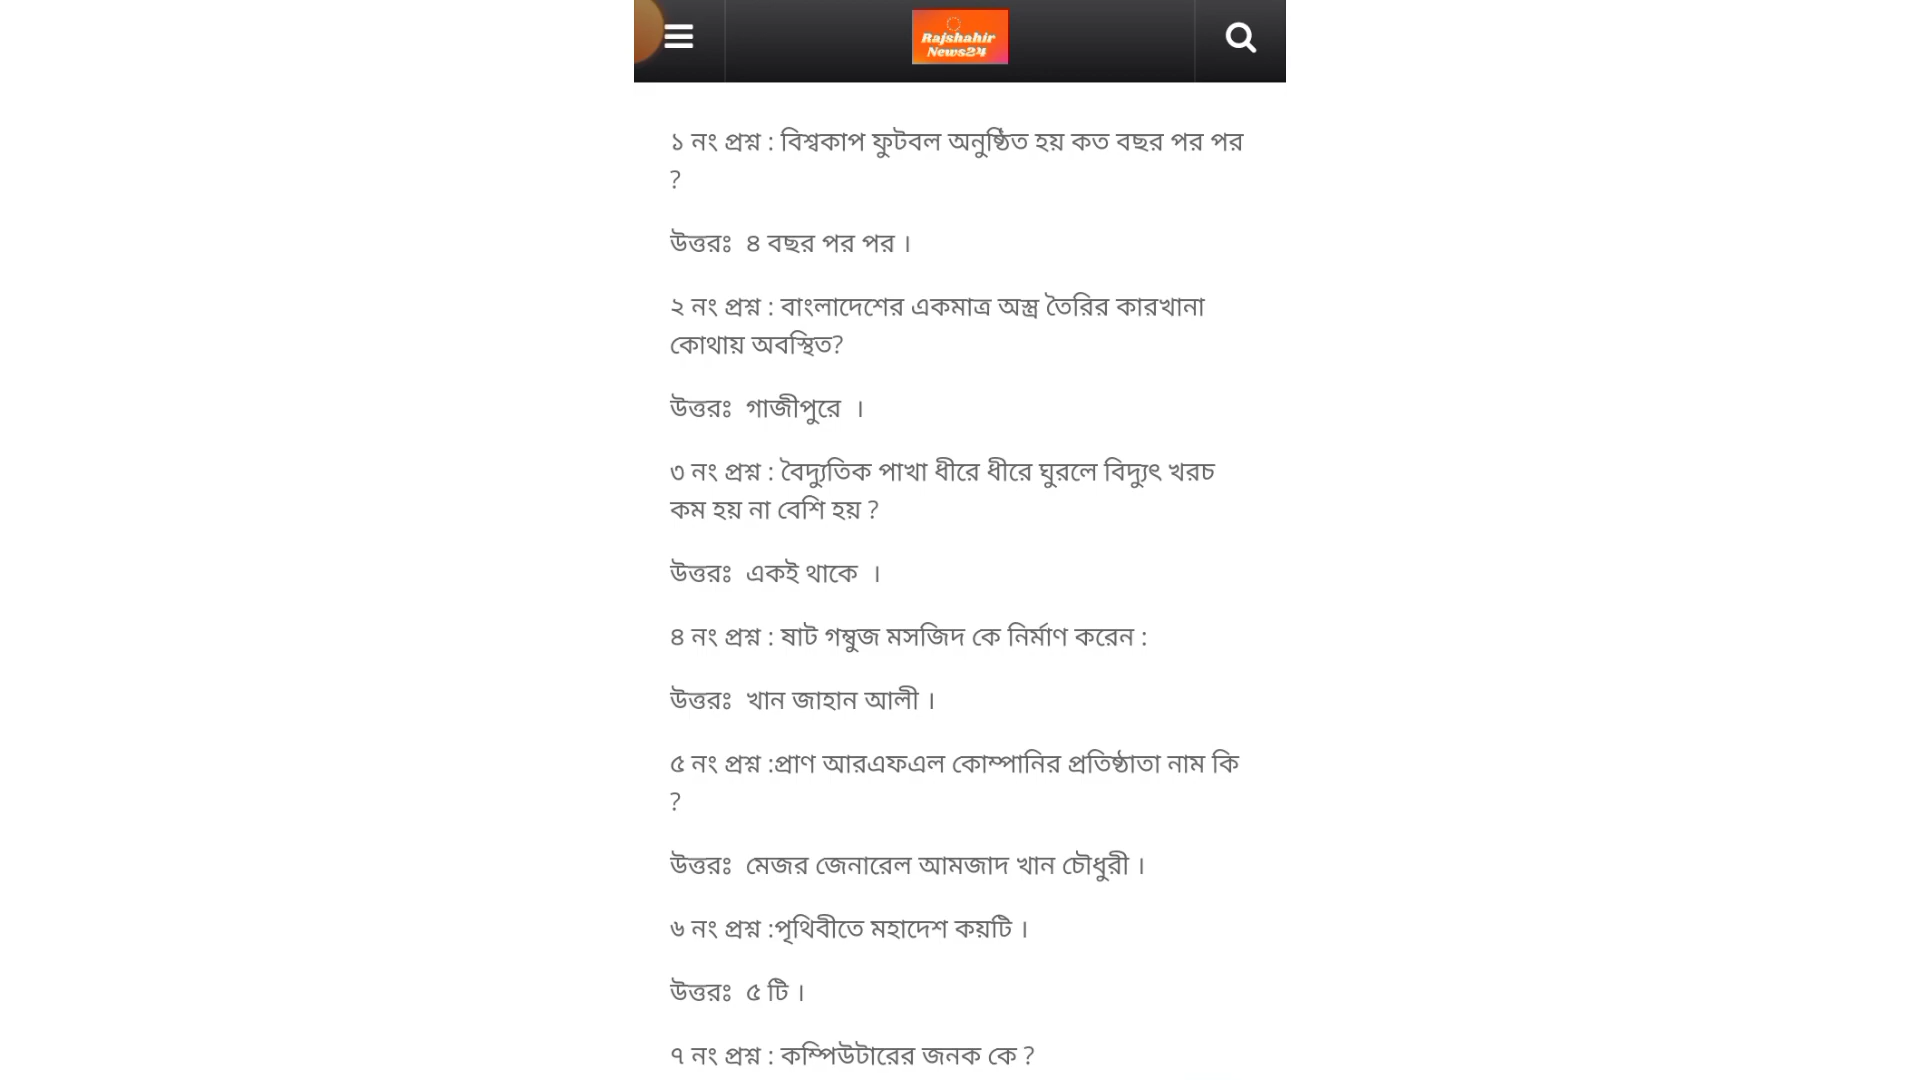 Rajshahir
News24
১ নং প্রশ্ন : বিশ্বকাপ ফুটবল অনুষ্ঠিত হয় কত বছর পর পর
?
উত্তরঃ ৪ বছর পর পর ।
২ নং প্রশ্ন : বাংলাদেশের একমাত্র অস্ত্র তৈরির কারখানা
কোথায় অবস্থিত?
উত্তরঃ গাজীপুরে ।
৩ নং প্রশ্ন : বৈদ্যুতিক পাখা ধীরে ধীরে ঘুরলে বিদ্যুৎ খরচ
কম হয় না বেশি হয় ?
উত্তরঃ একই থাকে ।
৪ নং প্রশ্ন : ষাট গম্বুজ মসজিদ কে নির্মাণ করেন :
উত্তরঃ খান জাহান আলী ।
৫ নং প্রশ্ন :প্রাণ আরএফএল কোম্পানির প্রতিষ্ঠাতা নাম কি
?
উত্তরঃ মেজর জেনারেল আমজাদ খান চৌধুরী ।
৬ নং প্রশ্ন :পৃথিবীতে মহাদেশ কয়টি ।
উত্তরঃ ৫ টি ।
৭ নং প্রশ্ন : কম্পিউটারের জনক কে ?